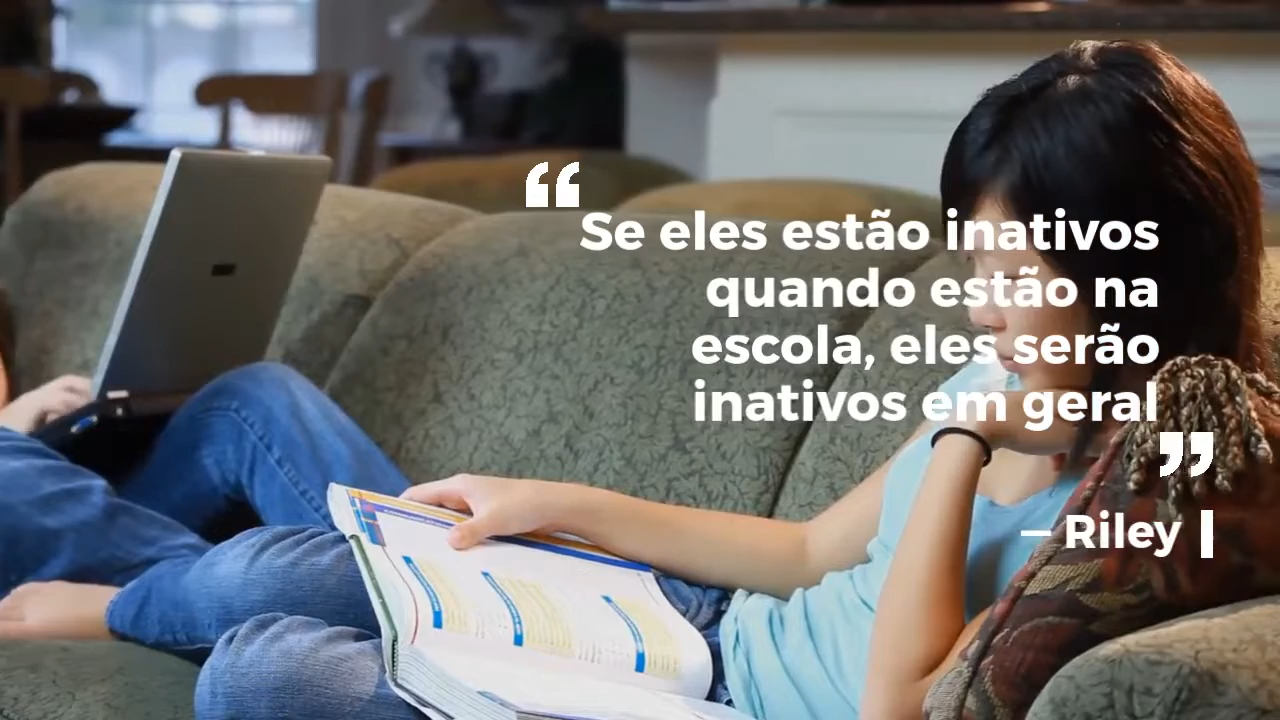 “
Se eles estão inativos
quando estão na
escola, eles serão
inativos em geral
”
– Riley